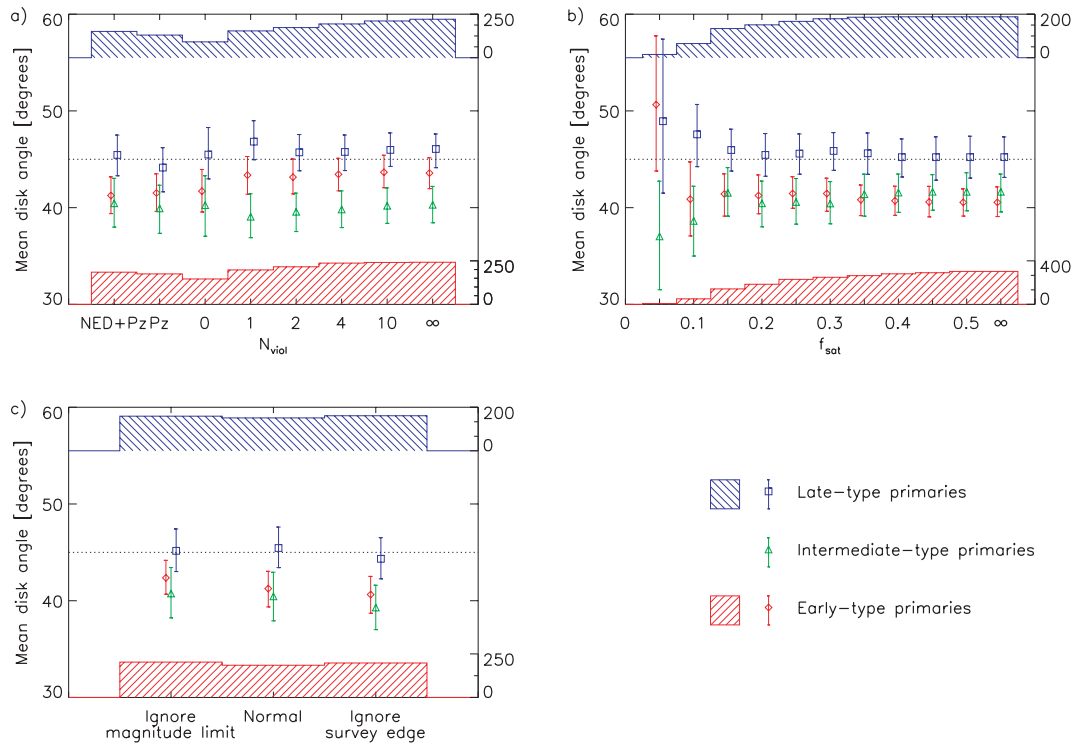 a)
60
50
40
30
Mean disk angle [degrees]
250
0
250
0
NED+Pz Pz 0 1 2 4 10 ∞
Nviol
b)
60
50
40
30
Mean disk angle [degrees]
200
0
400
0
0 0.1 0.2 0.3 0.4 0.5 ∞
fsat
c)
60
50
40
30
Mean disk angle [degrees]
200
0
250
0
Ignore magnitude limit
Normal
Ignore survey edge
Late-type primaries
Intermediate-type primaries
Early-type primaries